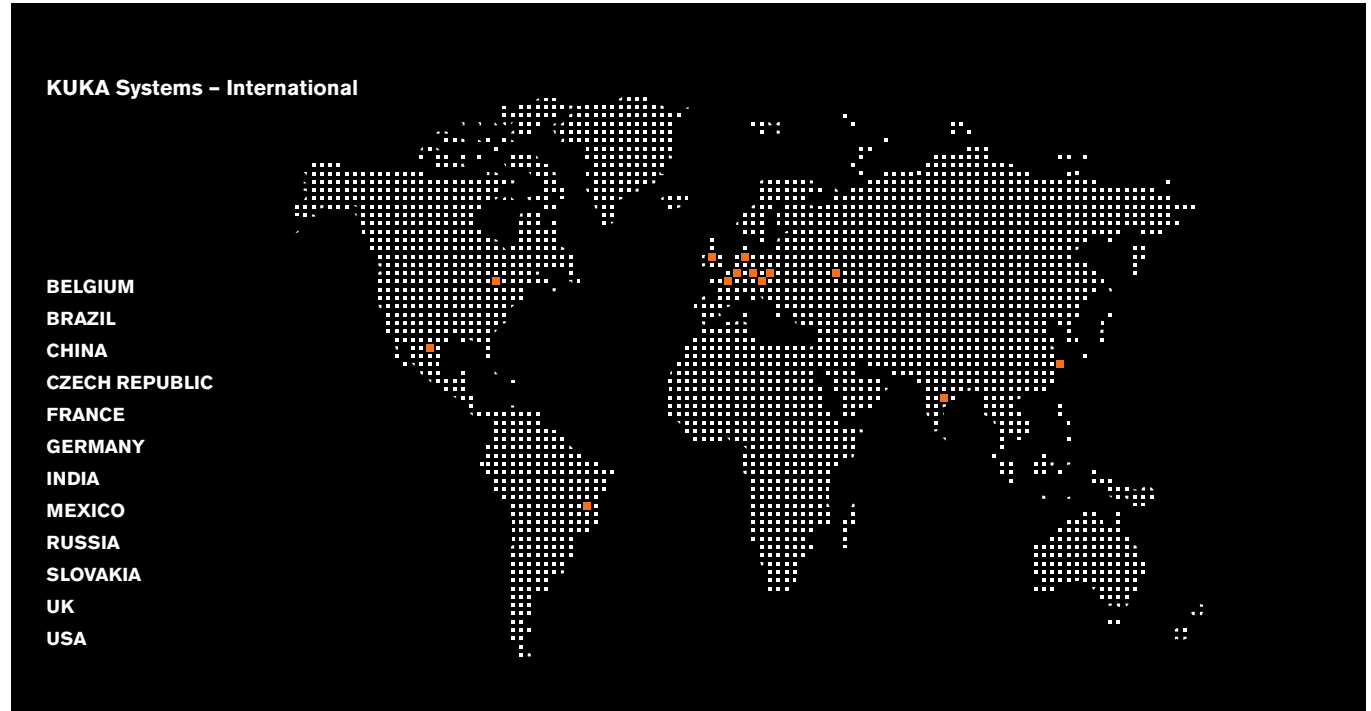 KUKA Systems – International
BELGIUM
BRAZIL
CHINA
CZECH REPUBLIC
FRANCE
GERMANY
INDIA
MEXICO
RUSSIA
SLOVAKIA
UK
USA